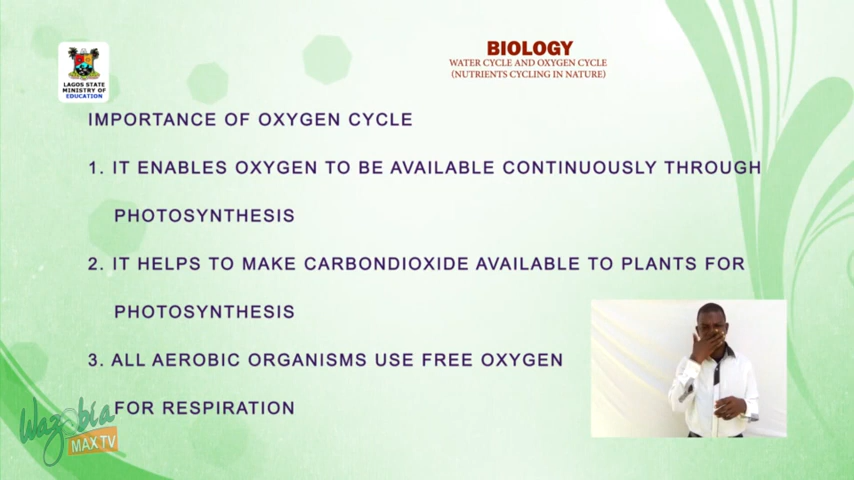 BIOLOGY
WATER CYCLE AND OXYGEN CYCLE
(NUTRIENTS CYCLING IN NATURE)
LAGOS STATE
MINISTRY OF
EDUCATION
IMPORTANCE OF OXYGEN CYCLE
1. IT ENABLES OXYGEN TO BE AVAILABLE CONTINUOUSLY THROUGH
PHOTOSYNTHESIS
2. IT HELPS TO MAKE CARBONDIOXIDE AVAILABLE TO PLANTS FOR
PHOTOSYNTHESIS
3. ALL AEROBIC ORGANISMS USE FREE OXYGEN
FOR RESPIRATION
Wazobia
MAX TV